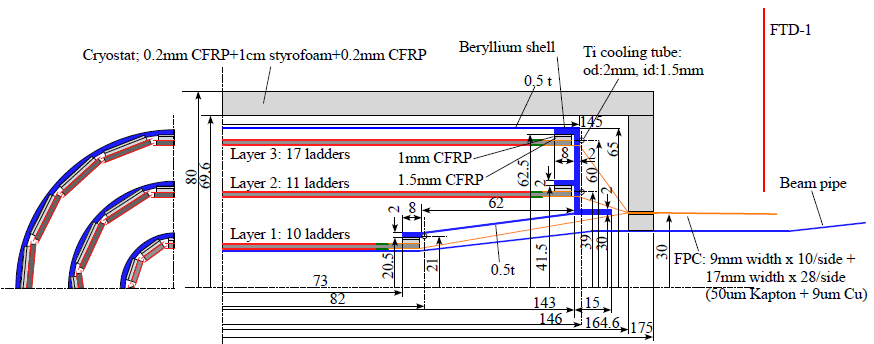 FTD-1
Beryllium shell
Ti cooling tube:
od:2mm, id:1.5mm
Cryostat; 0.2mm CFRP+1cm styrofoam+0.2mm CFRP
0.5 t
145
Layer 3: 17 ladders
1mm CFRP
1.5mm CFRP
8
2
65
60
62.5
80
69.6
Layer 2: 11 ladders
2
2
62
8
2
Beam pipe
Layer 1: 10 ladders
20.5
21
0.5t
41.5
39
30
30
FPC: 9mm width x 10/side +
17mm width x 28/side
(50um Kapton + 9um Cu)
73
82
143
15
146
164.6
175